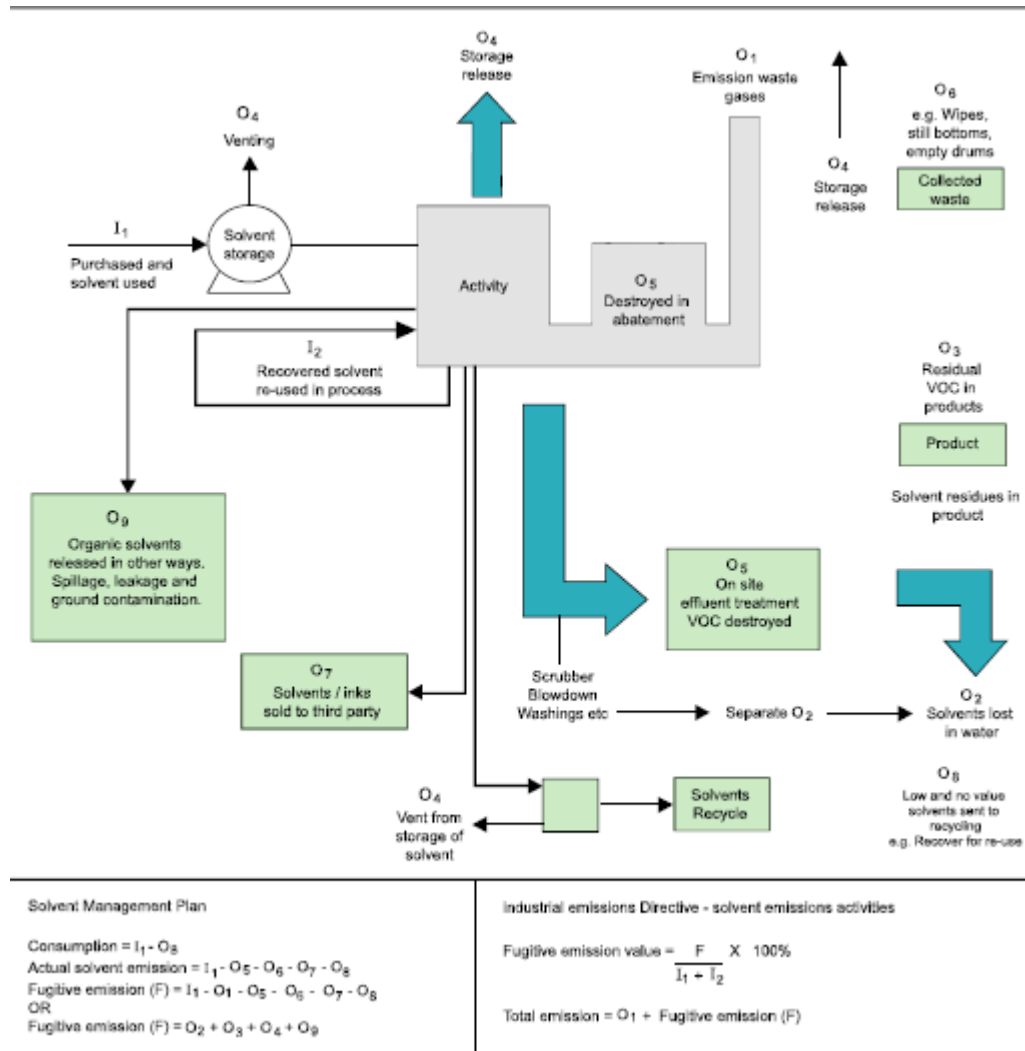 O4
Storage
release
O1
Emission waste
gases
O6
e.g. Wipes,
still bottoms,
empty drums
Collected
waste
O4
Storage
release
O4
Venting
I1
Purchased and
solvent used
Solvent
storage
Activity
O5
Destroyed in
abatement
I2
Recovered solvent
re-used in process
O3
Residual
VOC in
products
Product
Solvent residues in
product
O9
Organic solvents
released in other ways.
Spillage, leakage and
ground contamination.
O5
On site
effluent treatment
VOC destroyed
O7
Solvents / inks
sold to third party
Scrubber
Blowdown
Washings etc
Separate O2
O2
Solvents lost
in water
O4
Vent from
storage of
solvent
Solvents
Recycle
O8
Low and no value
solvents sent to
recycling
e.g. Recover for re-use
Solvent Management Plan
Consumption = I1 - O8
Actual solvent emission = I1 - O5 - O6 - O7 - O8
Fugitive emission (F) = I1 - O1 - O5 - O6 - O7 - O8
OR
Fugitive emission (F) = O2 + O3 + O4 + O9
Industrial emissions Directive - solvent emissions activities
Fugitive emission value = F X 100%
I1 + I2
Total emission = O1 + Fugitive emission (F)